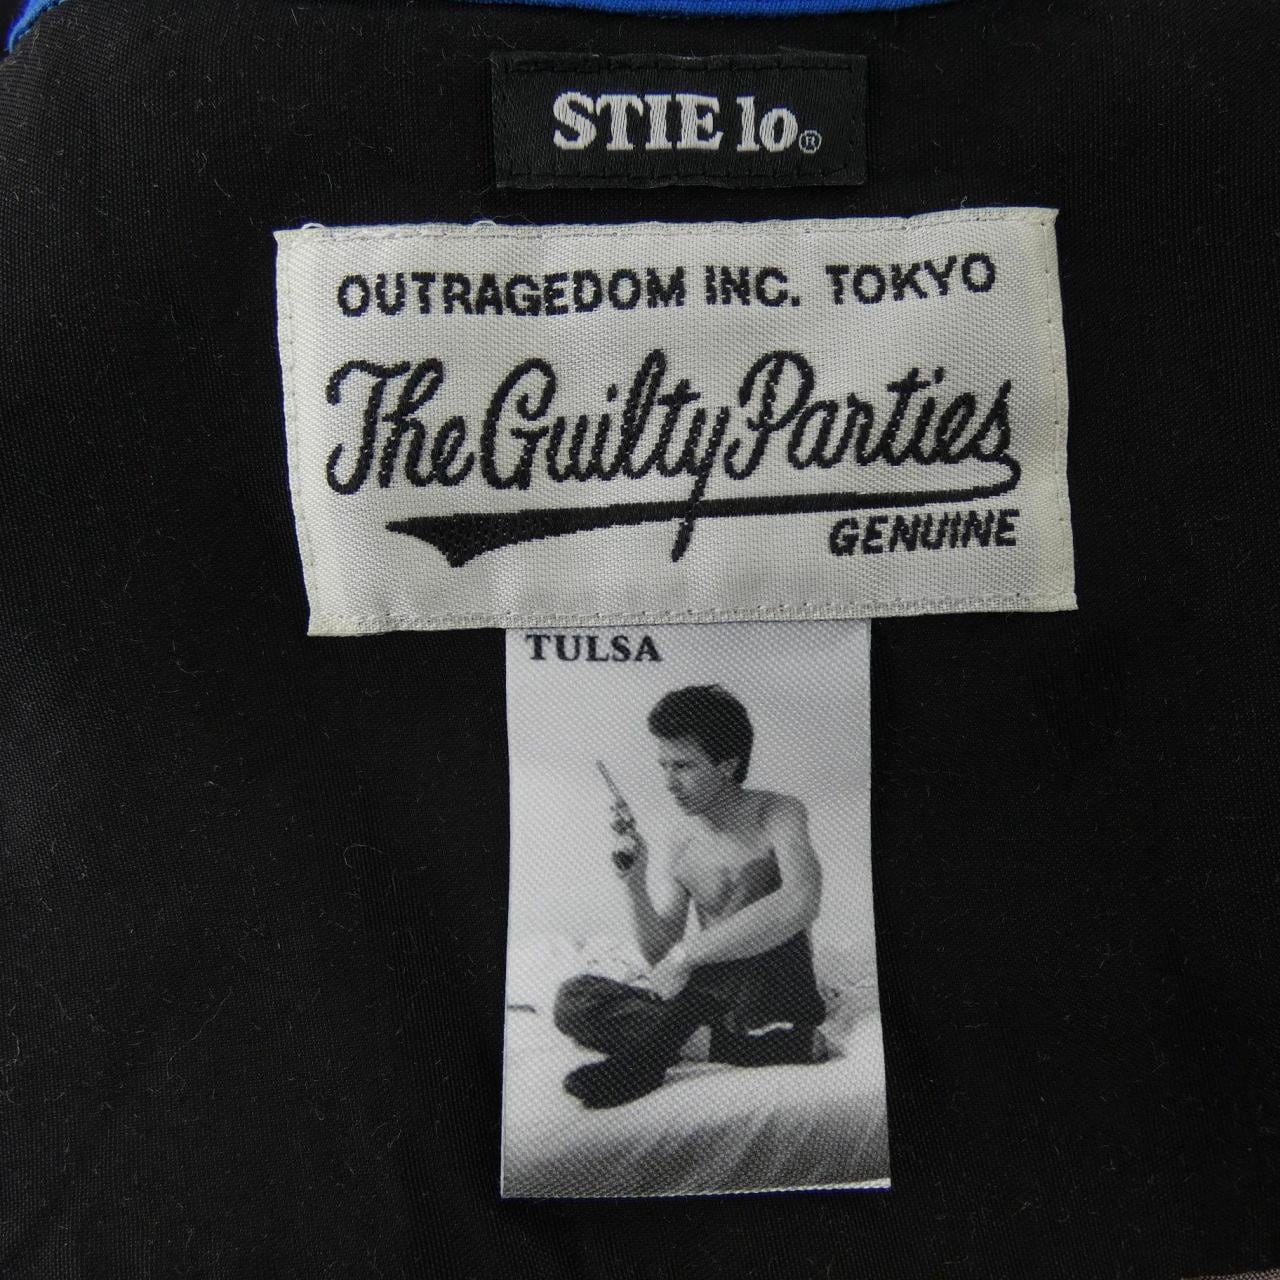 STIE lo®
OUTRAGEDOM INC. TOKYO
The Guilty Parties
GENUINE
TULSA